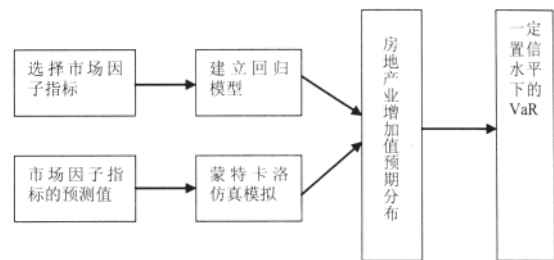 选择市场因
子指标
建立回归
模型
市场因子指
标的预测值
蒙特卡洛
仿真模拟
房地产业增加值预期分布
一定
置信
水平
下的
VaR